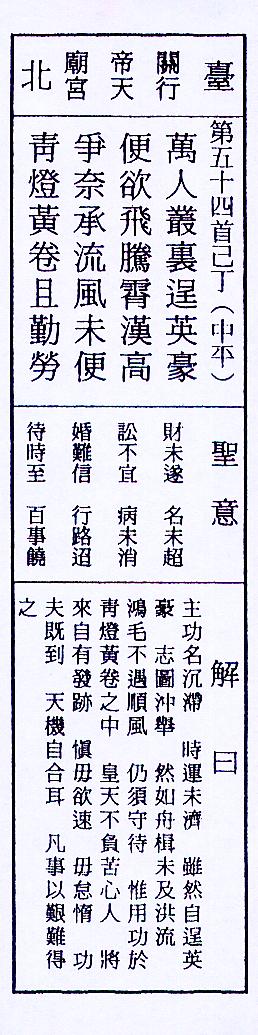 臺
關行
帝天
廟宮
北
第五十四首己丁（中平）
萬人叢裏逞英豪
便欲飛騰霄漢高
爭奈承流風未便
靑燈黃卷且勤勞
聖意
財未遂　名未超
訟不宜　病未消
婚難信　行路迢
待時至　百事饒
解曰
主功名沉滯　時運未濟　雖然自逞英
豪　志圖沖舉　然如舟楫未及洪流
鴻毛不遇順風　仍須守待　惟用功於
靑燈黃卷之中　皇天不負苦心人　將
來自有發跡　愼毋欲速　毋怠惰　功
夫既到　天機自合耳　凡事以艱難得
之